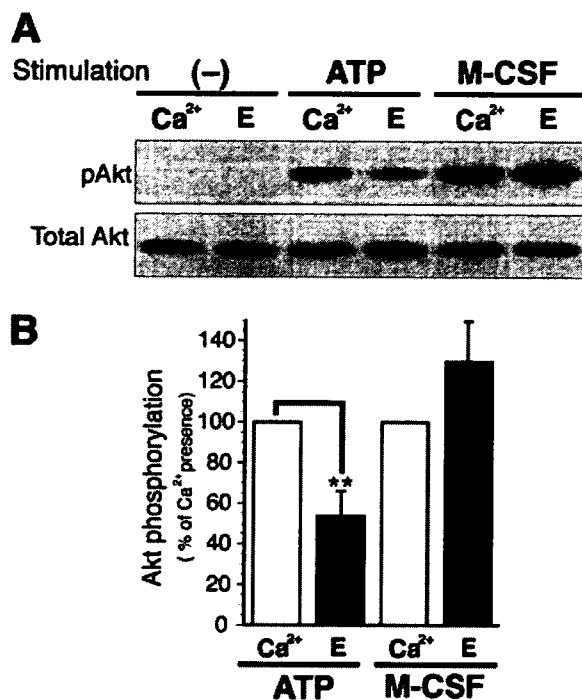 A
Stimulation (–) ATP M-CSF
Ca²⁺ E Ca²⁺ E Ca²⁺ E
pAkt
Total Akt
B
Akt phosphorylation
( % of Ca²⁺ presence)
140
120
100
80
60
40
20
0
**
Ca²⁺ E Ca²⁺ E
ATP M-CSF